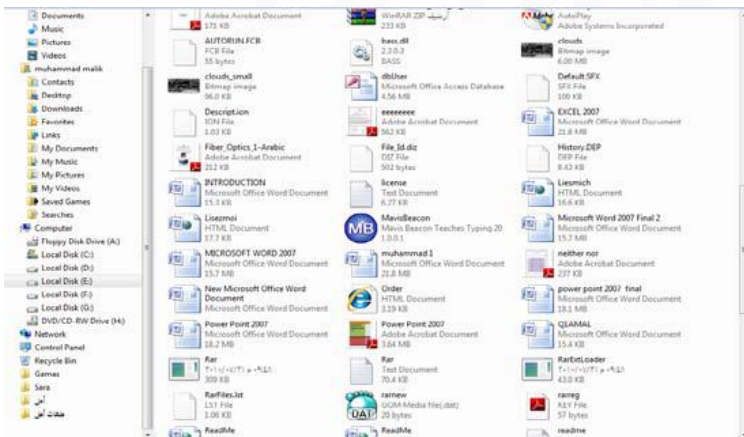 Documents
Music
Pictures
Videos
muhammad malik
Contacts
Desktop
Downloads
Favorites
Links
My Documents
My Music
My Pictures
My Videos
Saved Games
Searches
Computer
Floppy Disk Drive (A:)
Local Disk (C:)
Local Disk (D:)
Local Disk (E:)
Local Disk (F:)
Local Disk (G:)
DVD/CD-RW Drive (H:)
Network
Control Panel
Recycle Bin
Games
Sara
أمل
ملفات أمل
Adobe Acrobat Document
171 KB
أرشيف WinRAR ZIP
233 KB
AutoPlay
Adobe Systems Incorporated
AUTORUN.FCB
FCB File
55 bytes
bass.dll
2.3.0.3
BASS
clouds
Bitmap image
6.00 MB
clouds_small
Bitmap image
96.0 KB
dbUser
Microsoft Office Access Database
4.56 MB
Default.SFX
SFX File
100 KB
Descript.ion
ION File
1.03 KB
eeeeeeee
Adobe Acrobat Document
562 KB
EXCEL 2007
Microsoft Office Word Document
21.8 MB
Fiber_Optics_1-Arabic
Adobe Acrobat Document
212 KB
File_Id.diz
DIZ File
502 bytes
History.DEP
DEP File
8.43 KB
INTRODUCTION
Microsoft Office Word Document
15.3 KB
license
Text Document
6.27 KB
Liesmich
HTML Document
16.6 KB
Lisezmoi
HTML Document
17.7 KB
MavisBeacon
Mavis Beacon Teaches Typing 20
1.0.0.1
Microsoft Word 2007 Final 2
Microsoft Office Word Document
15.7 MB
MICROSOFT WORD 2007
Microsoft Office Word Document
15.7 MB
muhammad 1
Microsoft Office Word Document
21.8 MB
neither nor
Adobe Acrobat Document
237 KB
New Microsoft Office Word
Document
Microsoft Office Word Document
Order
HTML Document
3.19 KB
power point 2007 final
Microsoft Office Word Document
18.1 MB
Power Point 2007
Microsoft Office Word Document
18.2 MB
Power Point 2007
Adobe Acrobat Document
1.64 MB
QLAMAL
Microsoft Office Word Document
15.4 KB
Rar
309 KB
Rar
Text Document
70.4 KB
RarExtLoader
43.0 KB
RarFiles.lst
LST File
1.06 KB
rarnew
GOM Media file(.dat)
20 bytes
rarreg
KEY File
57 bytes
ReadMe
ReadMe
readme